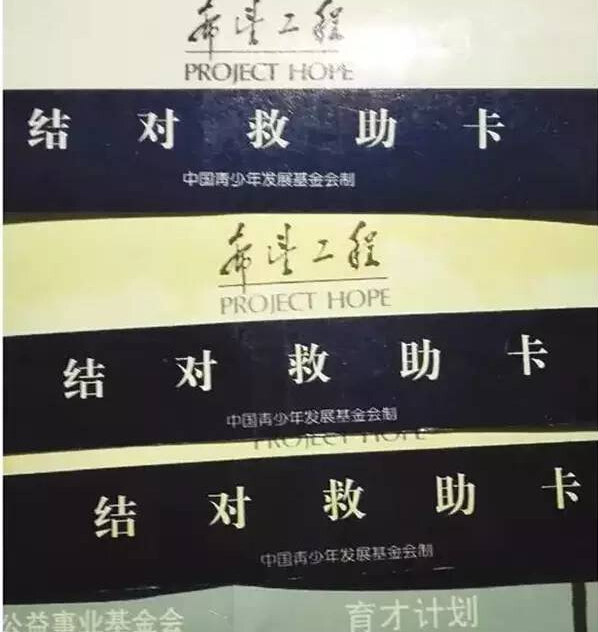 希望工程
PROJECT HOPE
结对救助卡
中国青少年发展基金会制
希望工程
PROJECT HOPE
结对救助卡
中国青少年发展基金会制
PROJECT HOPE
结对救助卡
中国青少年发展基金会制
公益事业基金会
育才计划